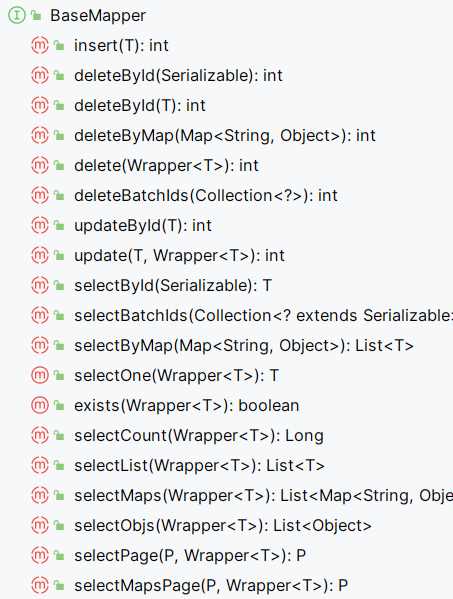 BaseMapper
insert(T): int
deleteById(Serializable): int
deleteById(T): int
deleteByMap(Map<String, Object>): int
delete(Wrapper<T>): int
deleteBatchIds(Collection<?>): int
updateById(T): int
update(T, Wrapper<T>): int
selectById(Serializable): T
selectBatchIds(Collection<? extends Serializable>
selectByMap(Map<String, Object>): List<T>
selectOne(Wrapper<T>): T
exists(Wrapper<T>): boolean
selectCount(Wrapper<T>): Long
selectList(Wrapper<T>): List<T>
selectMaps(Wrapper<T>): List<Map<String, Obje
selectObjs(Wrapper<T>): List<Object>
selectPage(P, Wrapper<T>): P
selectMapsPage(P, Wrapper<T>): P